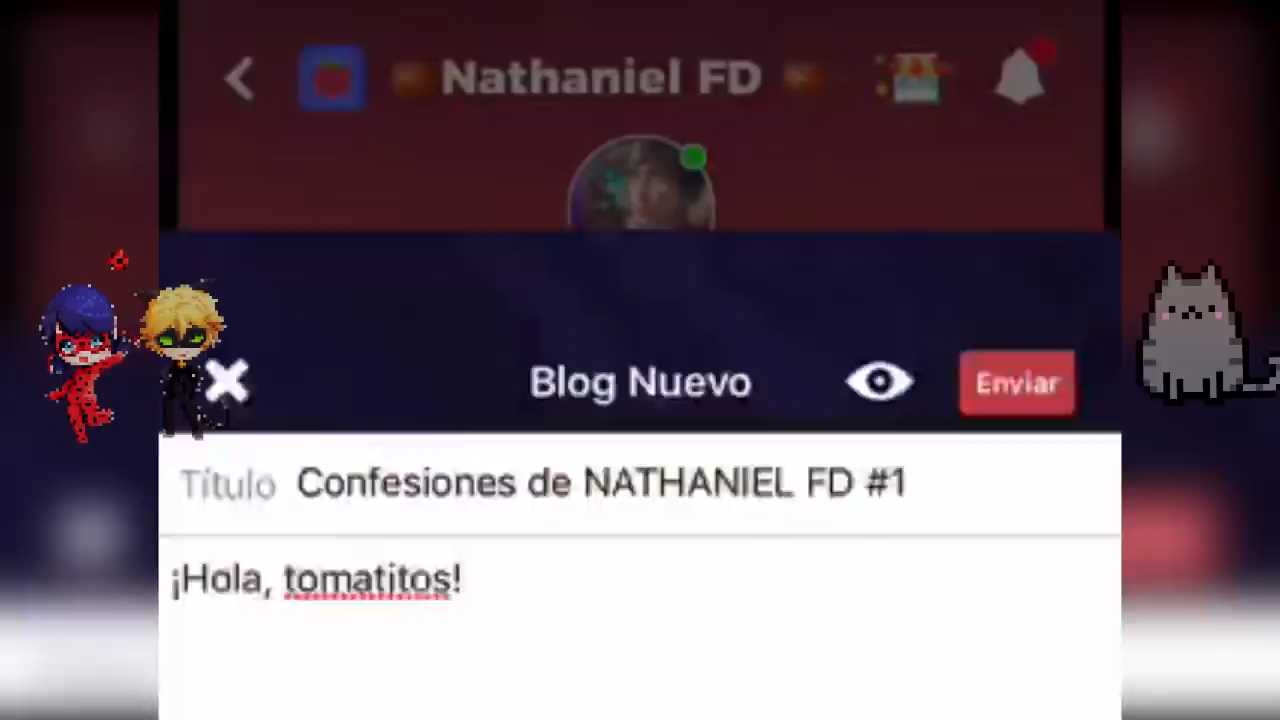 Nathaniel FD
Blog Nuevo
Enviar
Título Confesiones de NATHANIEL FD #1
¡Hola, tomatitos!